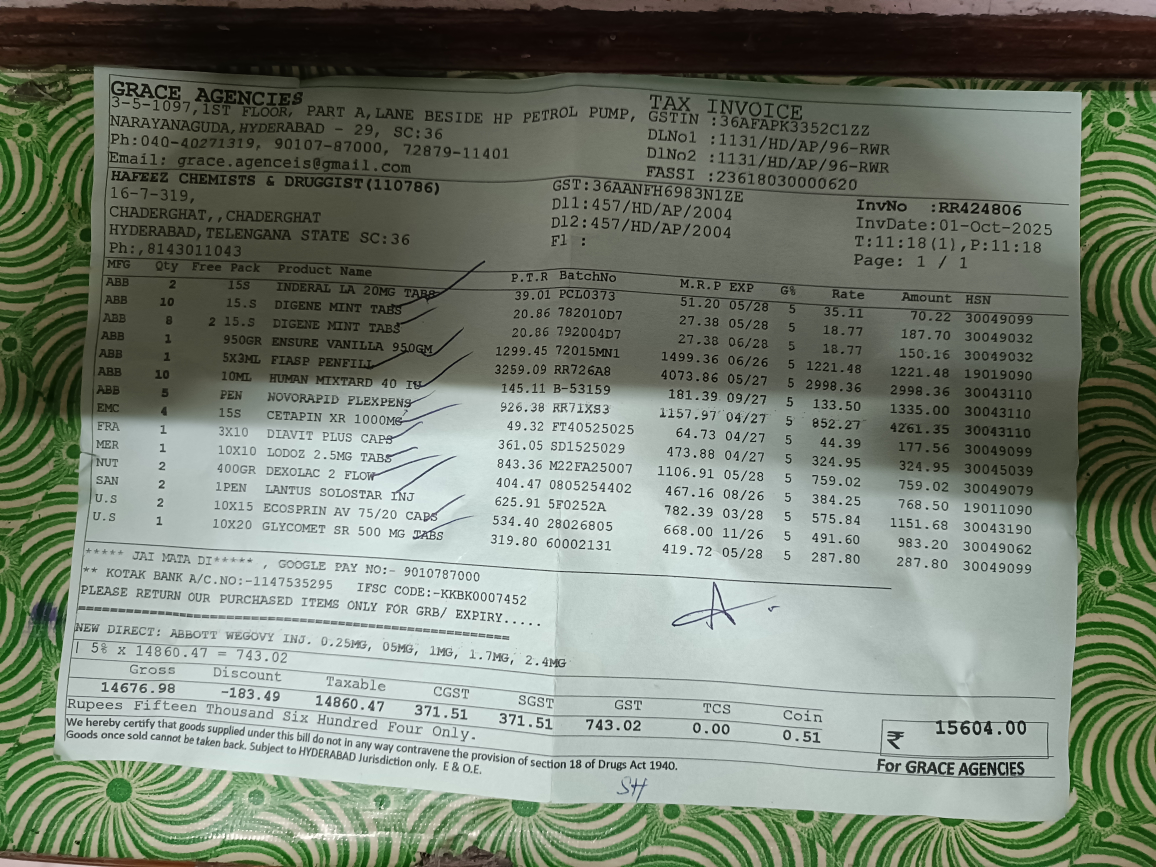 GRACE AGENCIES
3-5-1097,1ST FLOOR, PART A,LANE BESIDE HP PETROL PUMP,
NARAYANAGUDA,HYDERABAD - 29, SC:36
Ph:040-40271319, 90107-87000, 72879-11401
Email: grace.agenceis@gmail.com
TAX INVOICE
GSTIN :36AFAPK3352C1ZZ
DLNo1 :1131/HD/AP/96-RWR
DlNo2 :1131/HD/AP/96-RWR
FASSI :23618030000620
HAFEEZ CHEMISTS & DRUGGIST(110786)
16-7-319,
CHADERGHAT,,CHADERGHAT
HYDERABAD,TELENGANA STATE SC:36
Ph:,8143011043
GST:36AANFH6983N1ZE
Dl1:457/HD/AP/2004
Dl2:457/HD/AP/2004
Fl :
InvNo :RR424806
InvDate:01-Oct-2025
T:11:18(1),P:11:18
Page: 1 / 1
MFG Qty Free Pack Product Name P.T.R BatchNo M.R.P EXP G% Rate Amount HSN
ABB 2 15S INDERAL LA 20MG TABS 39.01 PCL0373 51.20 05/28 5 35.11 70.22 30049099
ABB 10 15.S DIGENE MINT TABS 20.86 782010D7 27.38 05/28 5 18.77 187.70 30049032
ABB 8 2 15.S DIGENE MINT TABS 20.86 792004D7 27.38 06/28 5 18.77 150.16 30049032
ABB 1 950GR ENSURE VANILLA 950GM 1299.45 72015MN1 1499.36 06/26 5 1221.48 1221.48 19019090
ABB 1 5X3ML FIASP PENFILL 3259.09 RR726A8 4073.86 05/27 5 2998.36 2998.36 30043110
ABB 10 10ML HUMAN MIXTARD 40 IU 145.11 B-53159 181.39 09/27 5 133.50 1335.00 30043110
ABB 5 PEN NOVORAPID PLEXPENS 926.38 RR71XS3 1157.97 04/27 5 852.27 4261.35 30043110
EMC 4 15S CETAPIN XR 1000MG 49.32 FT40525025 64.73 04/27 5 44.39 177.56 30049099
FRA 1 3X10 DIAVIT PLUS CAPS 361.05 SD1525029 473.88 04/27 5 324.95 324.95 30045039
MER 1 10X10 LODOZ 2.5MG TABS 843.36 M22FA25007 1106.91 05/28 5 759.02 759.02 30049079
NUT 2 400GR DEXOLAC 2 FLOW 404.47 0805254402 467.16 08/26 5 384.25 768.50 19011090
SAN 2 1PEN LANTUS SOLOSTAR INJ 625.91 5F0252A 782.39 03/28 5 575.84 1151.68 30043190
U.S 2 10X15 ECOSPRIN AV 75/20 CAPS 534.40 28026805 668.00 11/26 5 491.60 983.20 30049062
U.S 1 10X20 GLYCOMET SR 500 MG TABS 319.80 60002131 419.72 05/28 5 287.80 287.80 30049099
***** JAI MATA DI***** , GOOGLE PAY NO:- 9010787000
** KOTAK BANK A/C.NO:-1147535295 IFSC CODE:-KKBK0007452
PLEASE RETURN OUR PURCHASED ITEMS ONLY FOR GRB/ EXPIRY.....
NEW DIRECT: ABBOTT WEGOVY INJ. 0.25MG, 05MG, 1MG, 1.7MG, 2.4MG
| 5% x 14860.47 = 743.02
Gross Discount Taxable CGST SGST GST TCS Coin
14676.98 -183.49 14860.47 371.51 371.51 743.02 0.00 0.51
₹ 15604.00
Rupees Fifteen Thousand Six Hundred Four Only.
We hereby certify that goods supplied under this bill do not in any way contravene the provision of section 18 of Drugs Act 1940.
Goods once sold cannot be taken back. Subject to HYDERABAD Jurisdiction only. E & O.E.
For GRACE AGENCIES